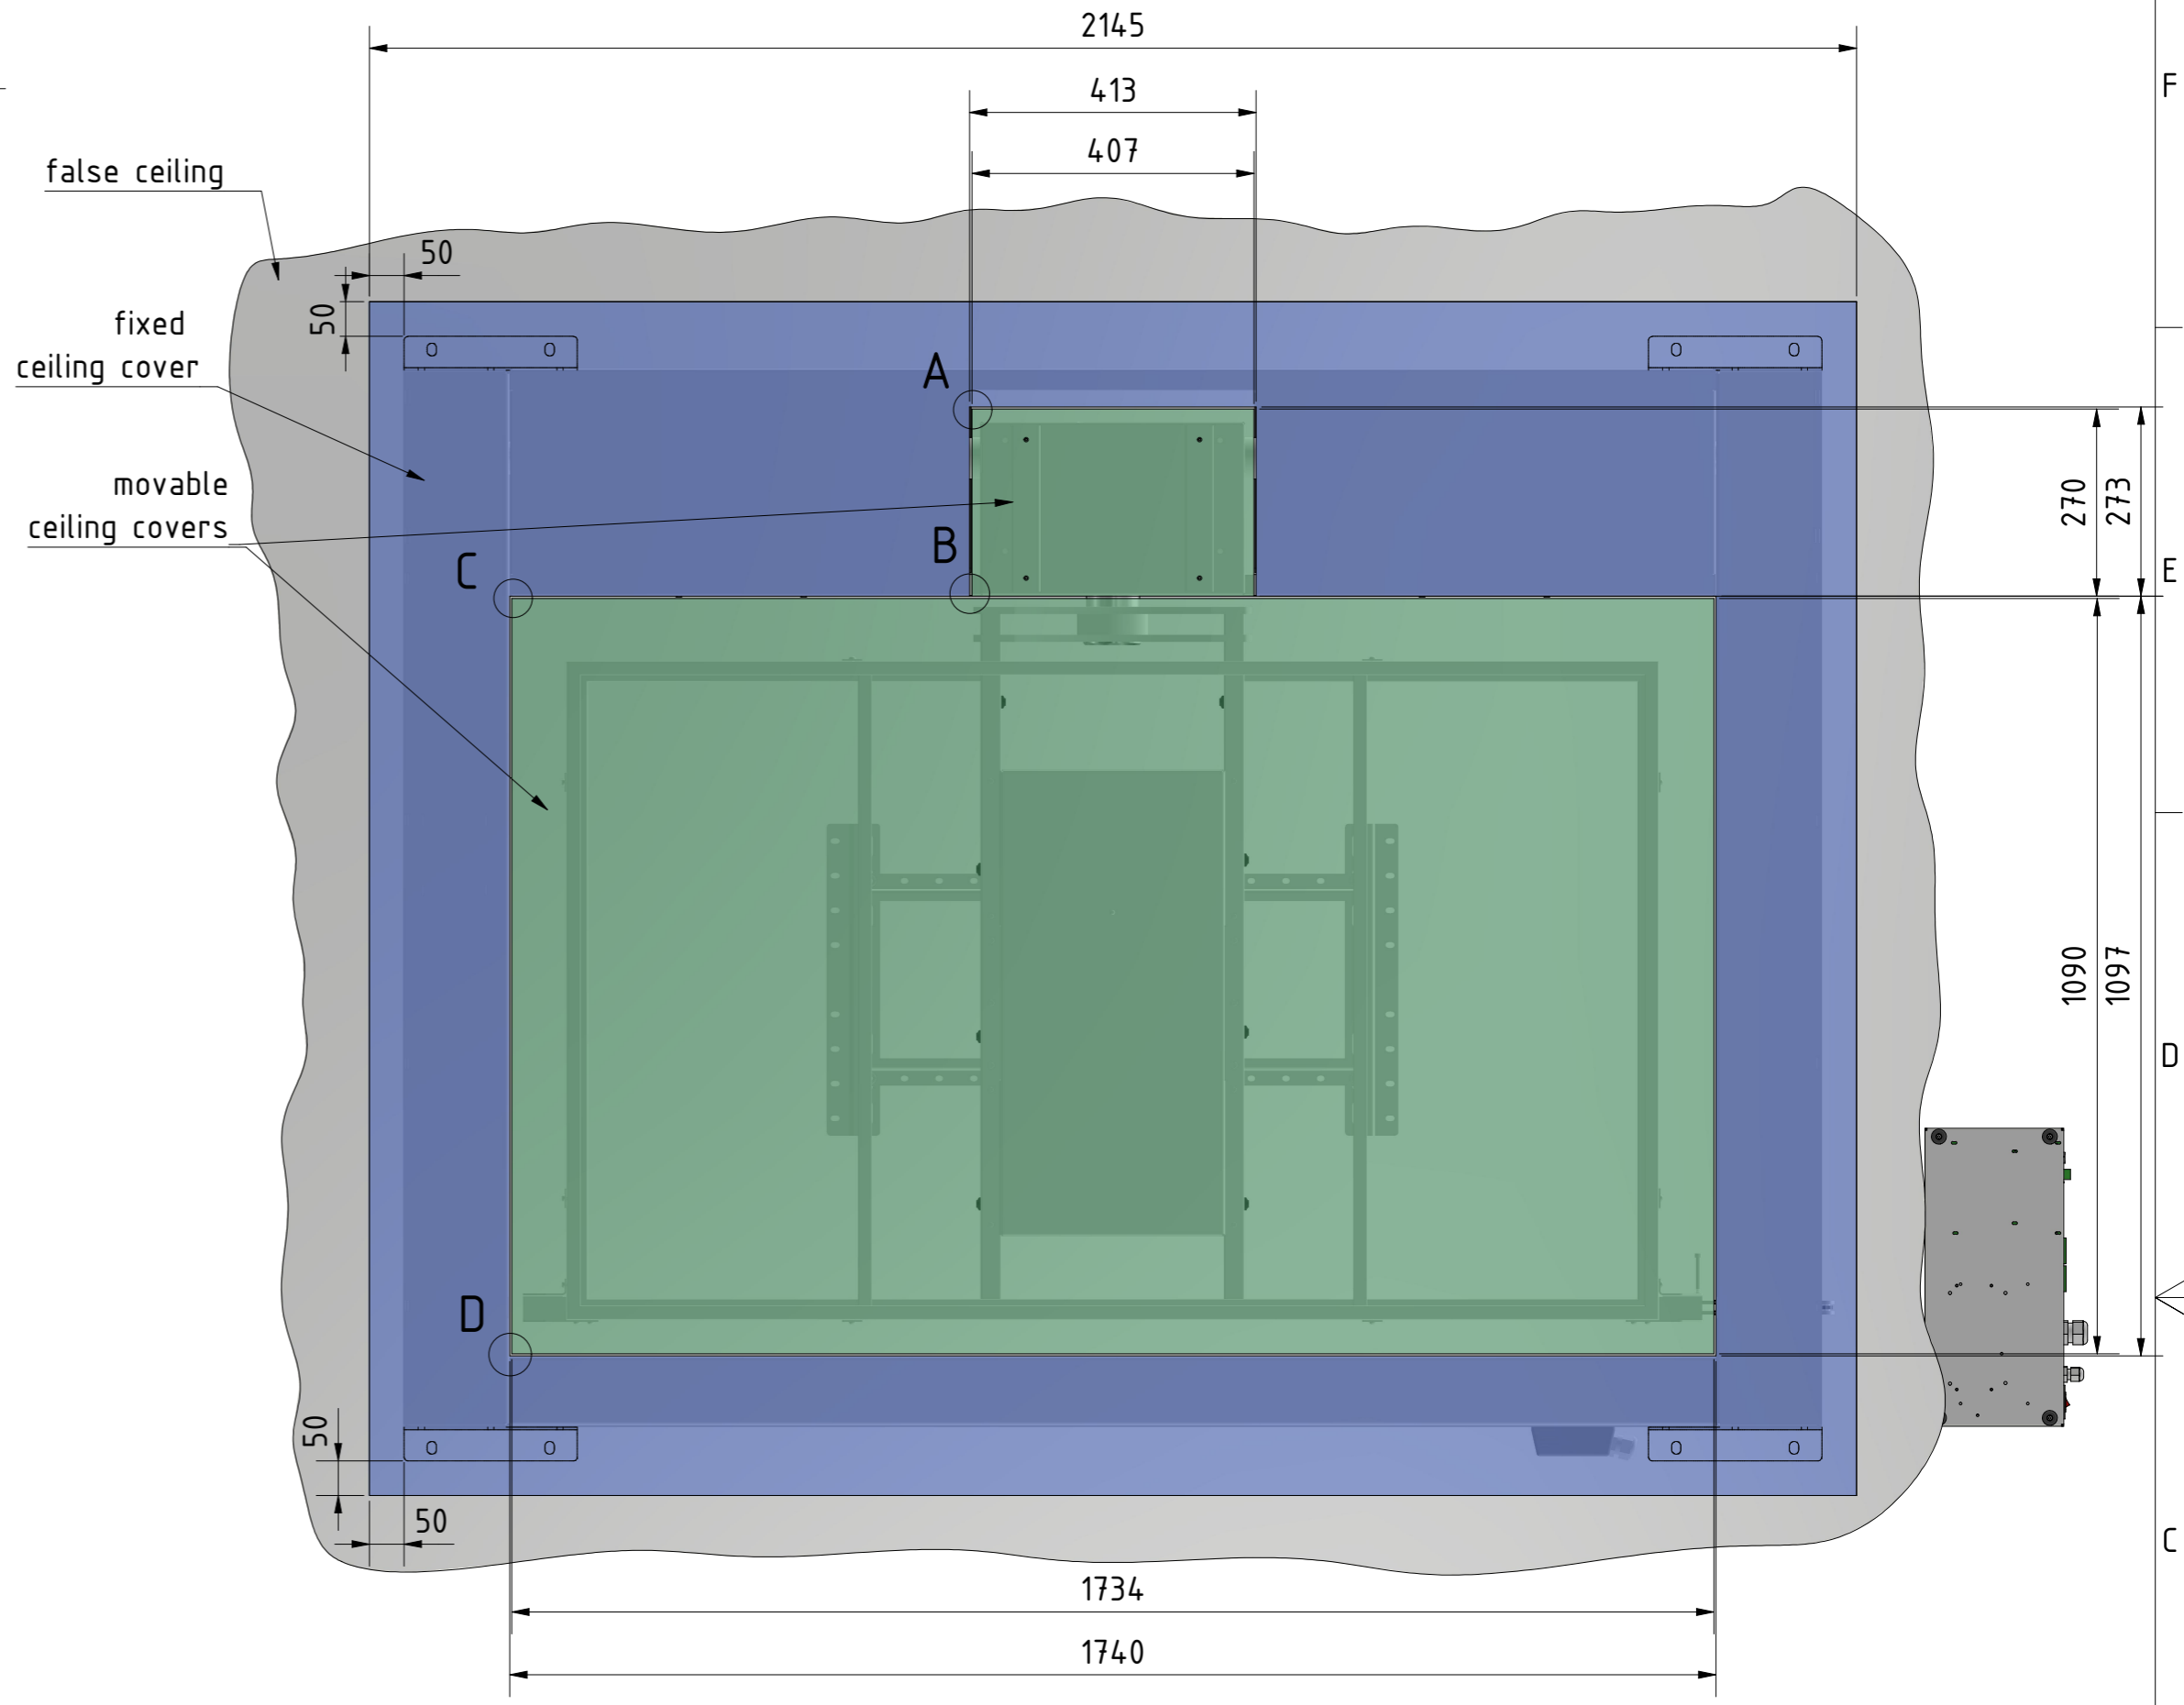 2145
413
F
407
false ceiling
50
50
fixed
ceiling cover
A
movable
ceiling covers
270
273
B
C
E
1090
1097
D
D
50
50
C
1734
1740